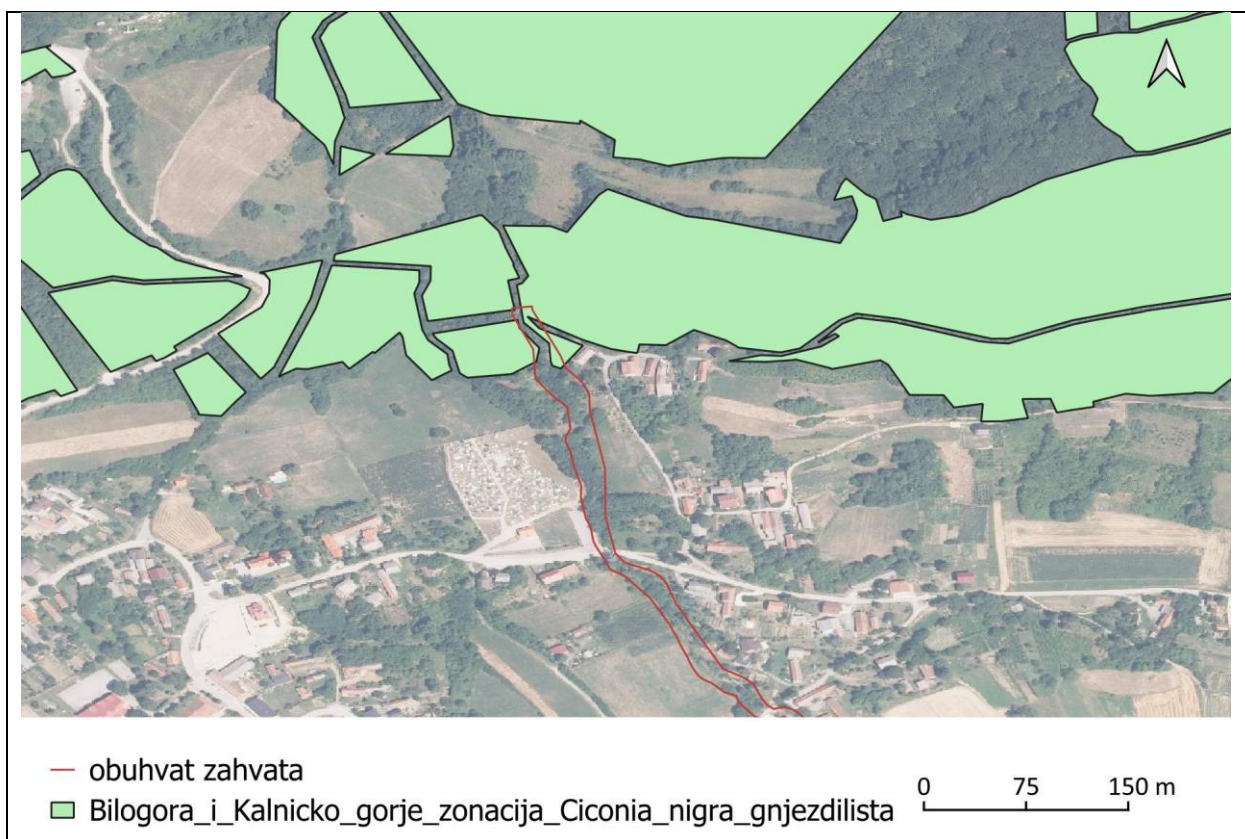 obuhvat zahvata
Bilogora_i_Kalnicko_gorje_zonacija_Ciconia_nigra_gnjezdilista
0 75 150 m